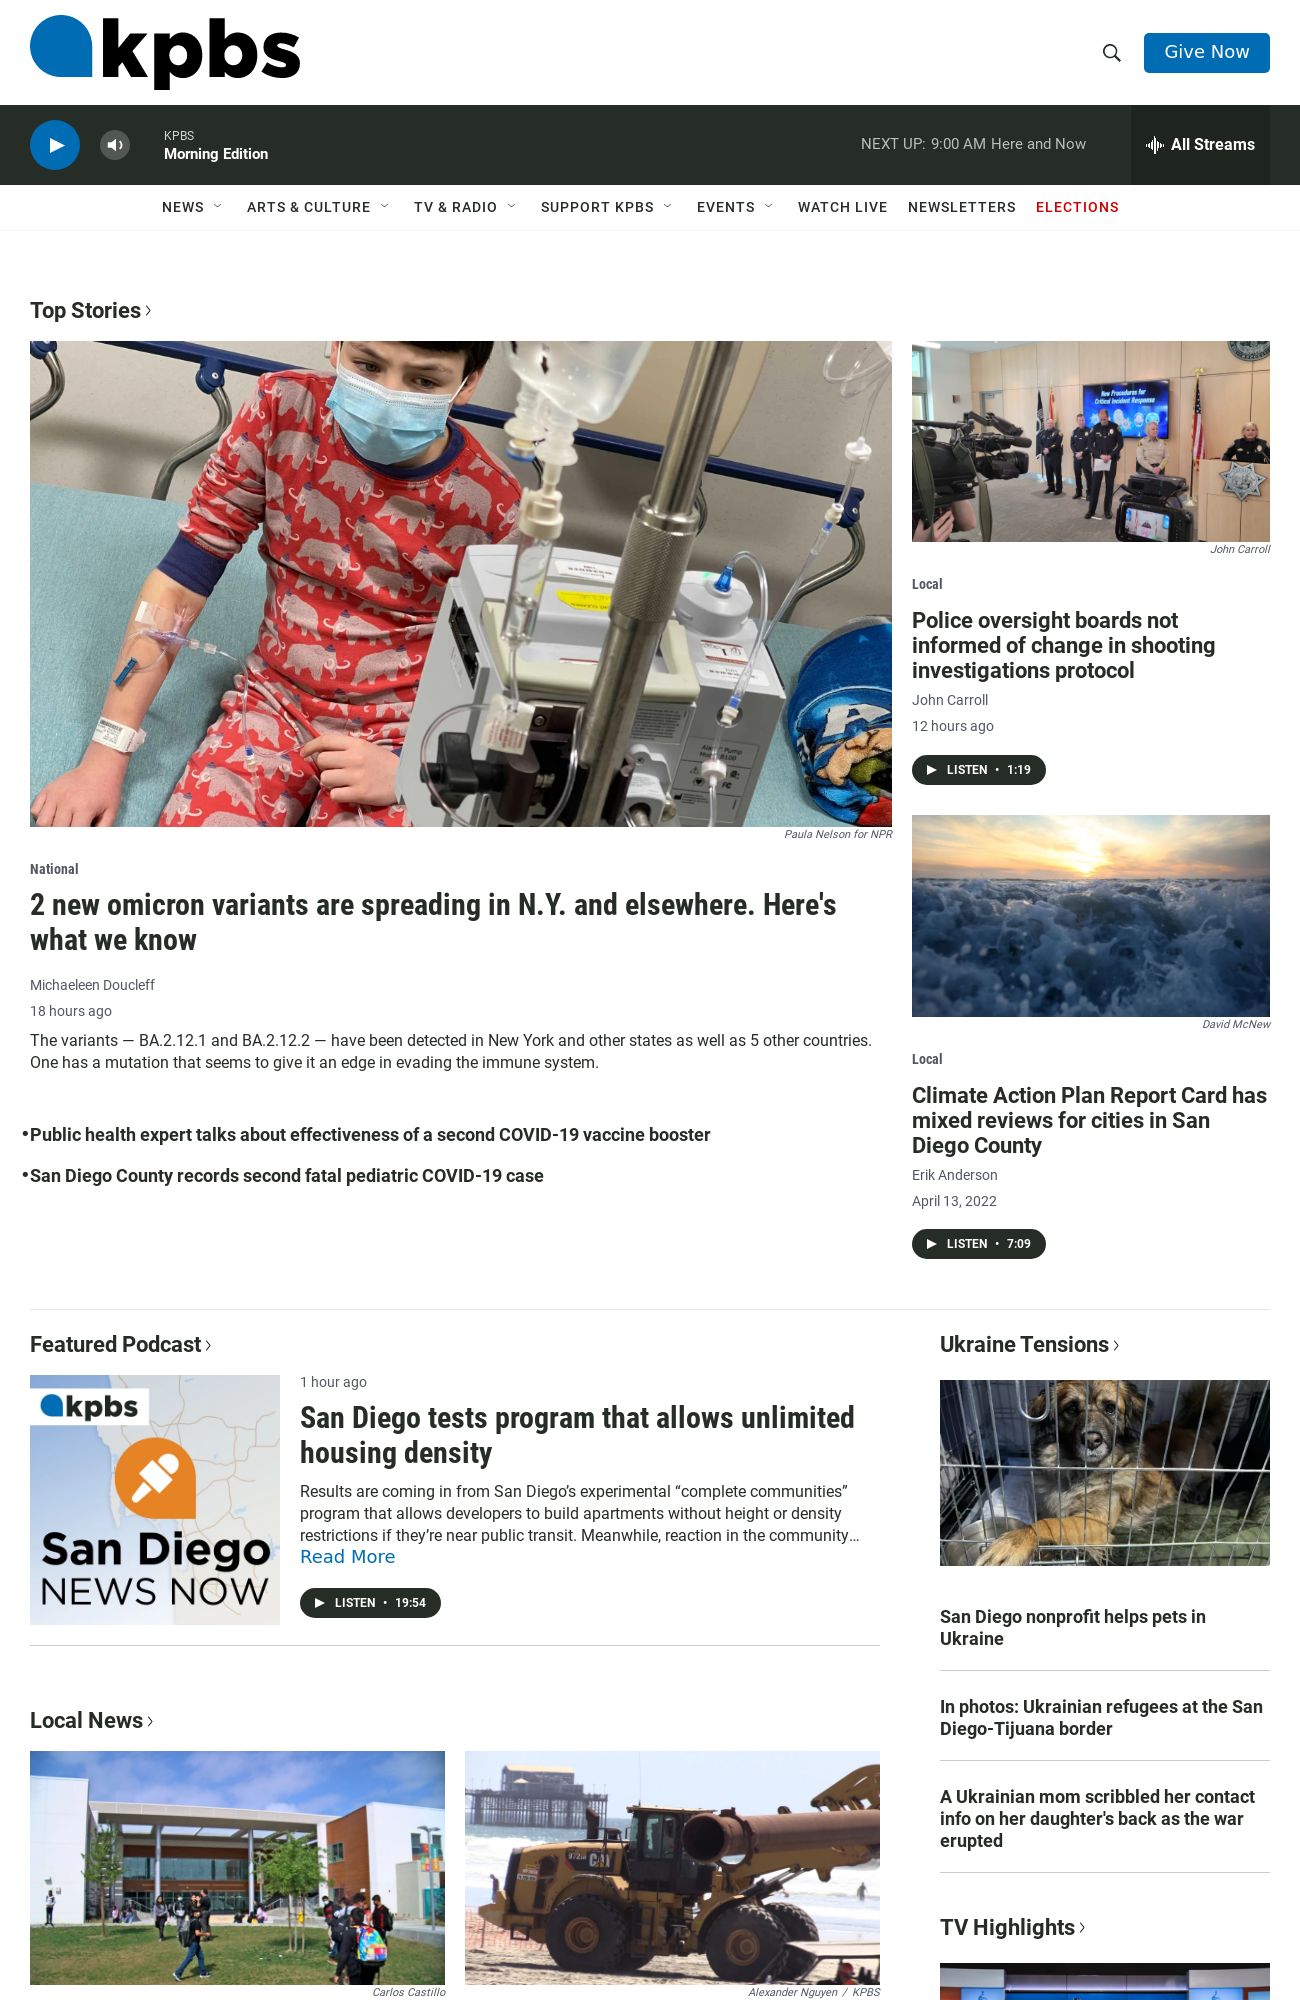 kpbs
Give Now
KPBS
Morning Edition
NEXT UP: 9:00 AM Here and Now
All Streams
NEWS
ARTS & CULTURE
TV & RADIO
SUPPORT KPBS
EVENTS
WATCH LIVE
NEWSLETTERS
ELECTIONS
Top Stories
Paula Nelson for NPR
National
2 new omicron variants are spreading in N.Y. and elsewhere. Here's
what we know
Michaeleen Doucleff
18 hours ago
The variants — BA.2.12.1 and BA.2.12.2 — have been detected in New York and other states as well as 5 other countries.
One has a mutation that seems to give it an edge in evading the immune system.
•Public health expert talks about effectiveness of a second COVID-19 vaccine booster
•San Diego County records second fatal pediatric COVID-19 case
New Procedures for
Critical Incident Response
John Carroll
Local
Police oversight boards not
informed of change in shooting
investigations protocol
John Carroll
12 hours ago
LISTEN • 1:19
David McNew
Local
Climate Action Plan Report Card has
mixed reviews for cities in San
Diego County
Erik Anderson
April 13, 2022
LISTEN • 7:09
Featured Podcast
kpbs
San Diego
NEWS NOW
1 hour ago
San Diego tests program that allows unlimited
housing density
Results are coming in from San Diego’s experimental “complete communities”
program that allows developers to build apartments without height or density
restrictions if they’re near public transit. Meanwhile, reaction in the community…
Read More
LISTEN • 19:54
Ukraine Tensions
San Diego nonprofit helps pets in
Ukraine
In photos: Ukrainian refugees at the San
Diego-Tijuana border
A Ukrainian mom scribbled her contact
info on her daughter's back as the war
erupted
Local News
Carlos Castillo
CAT
Alexander Nguyen / KPBS
TV Highlights